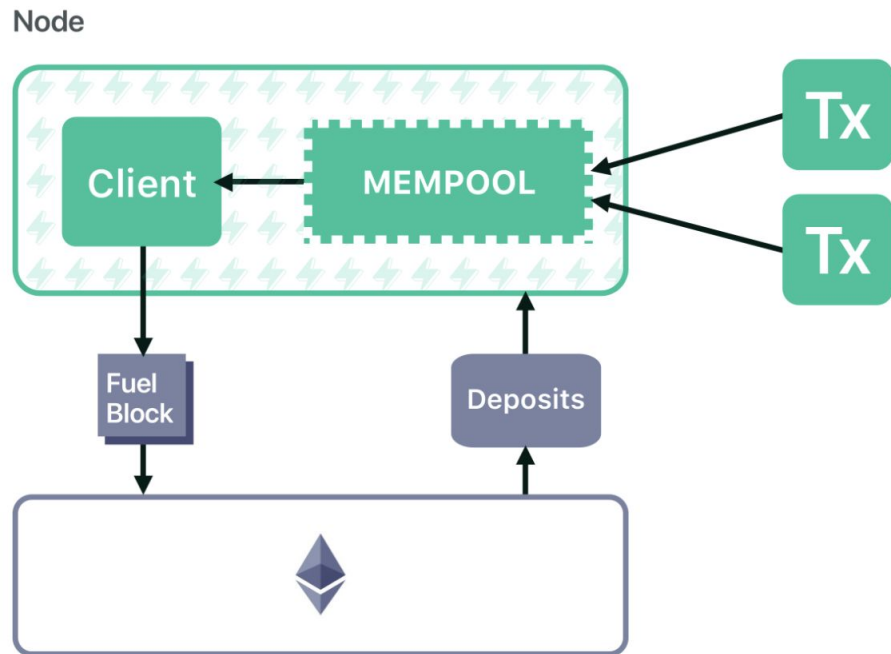 Node
Client
MEMPOOL
Tx
Tx
Fuel
Block
Deposits